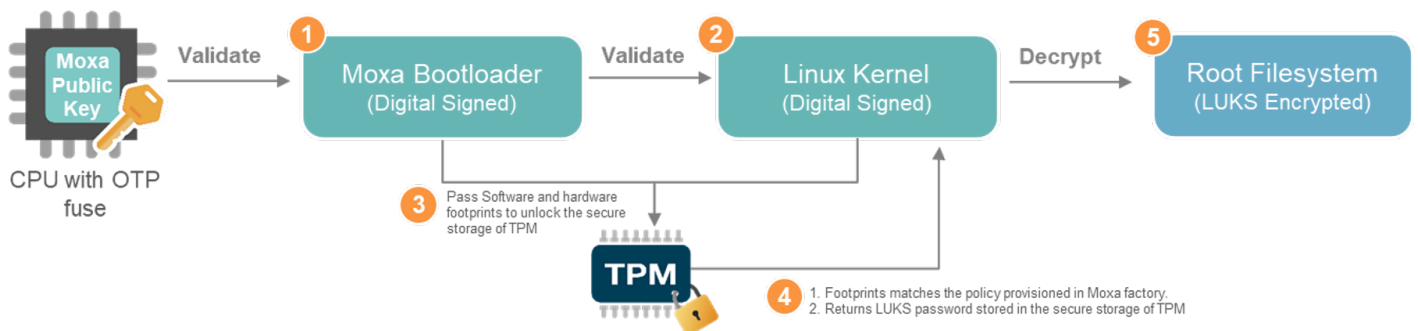 Moxa
Public
Key
CPU with OTP
fuse
Validate
1
Moxa Bootloader
(Digital Signed)
Validate
2
Linux Kernel
(Digital Signed)
Decrypt
5
Root Filesystem
(LUKS Encrypted)
3
Pass Software and hardware
footprints to unlock the secure
storage of TPM
TPM
4
1. Footprints matches the policy provisioned in Moxa factory.
2. Returns LUKS password stored in the secure storage of TPM